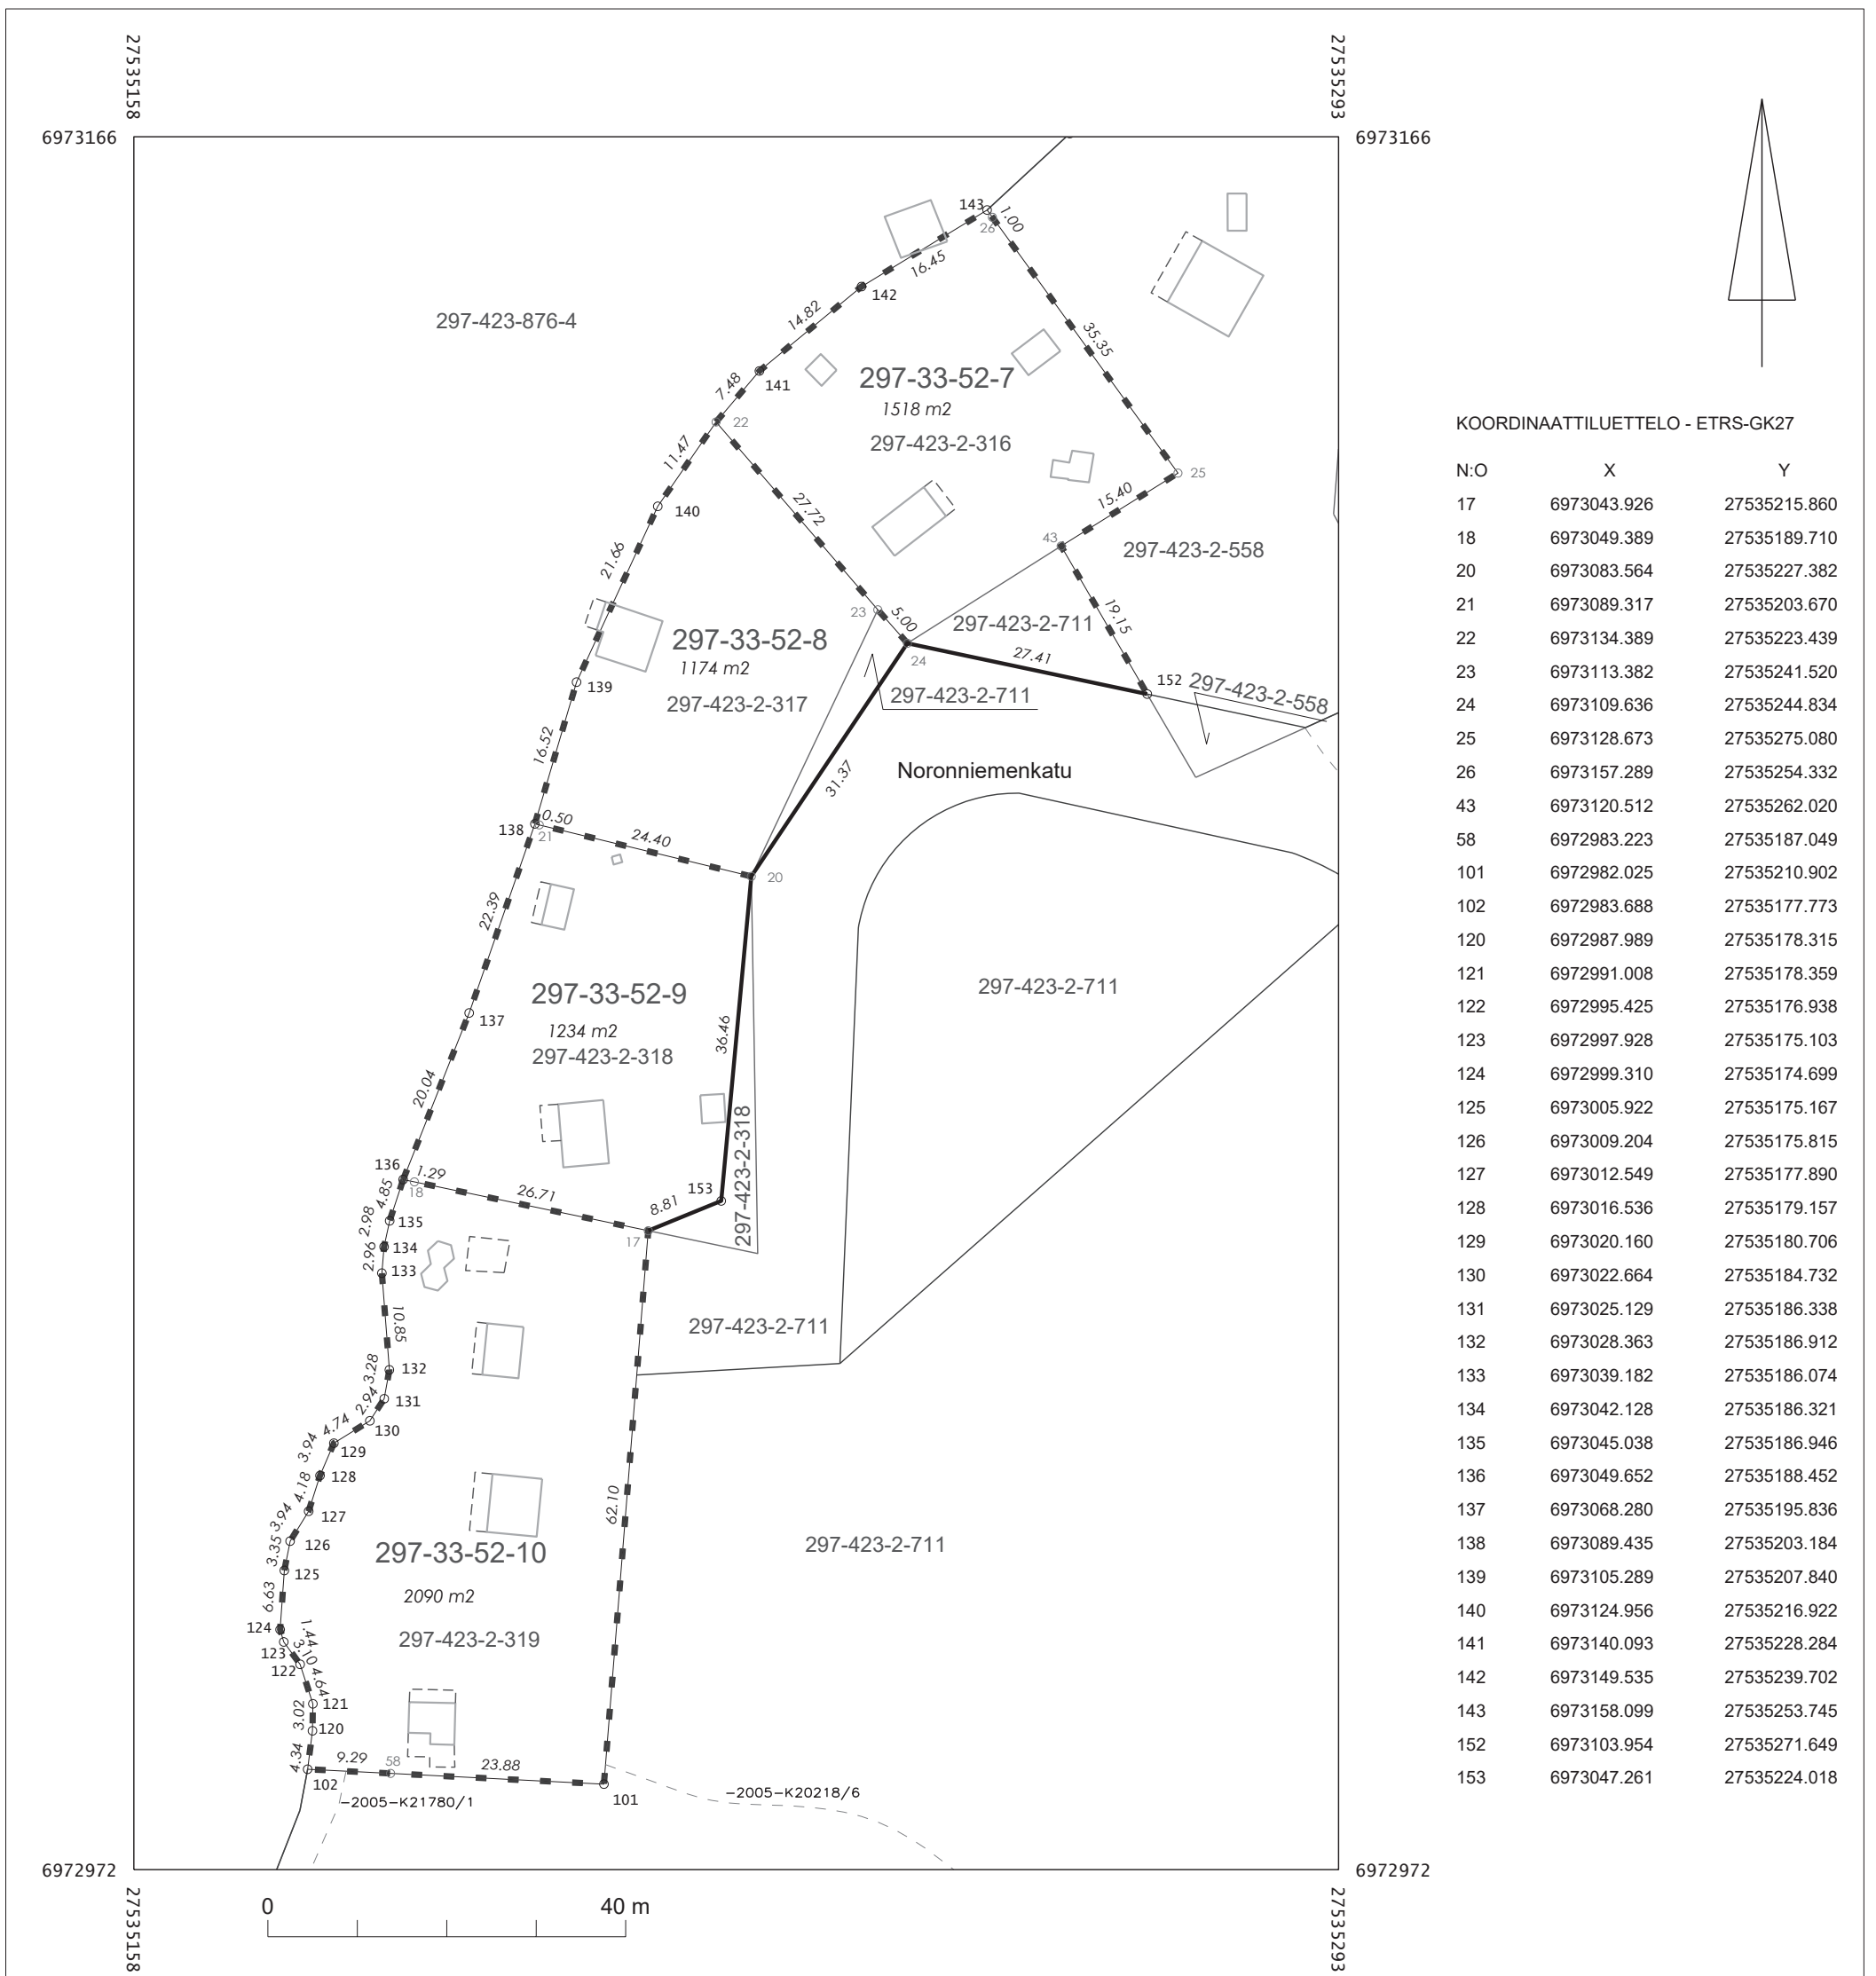 27535158
27535293
6973166
6973166
143
1.00
26
16.45
142
297-423-876-4
14.82
35.35
297-33-52-7
7.48
141
1518 m2
22
297-423-2-316
11.47
25
15.40
140
27.72
43
297-423-2-558
21.66
23
5.00
19.15
297-423-2-711
297-33-52-8
24
27.41
1174 m2
139
297-423-2-711
152
297-423-2-558
297-423-2-317
16.52
Noronniemenkatu
31.37
0.50
138
21
24.40
20
22.39
297-423-2-711
297-33-52-9
137
1234 m2
36.46
297-423-2-318
20.04
297-423-2-318
136
1.29
18
26.71
153
4.85
8.81
135
2.98
17
134
2.96
133
10.85
297-423-2-711
132
3.28
131
2.94
130
4.74
129
3.94
128
4.18
62.10
127
3.94
126
297-423-2-711
3.35
297-33-52-10
125
6.63
2090 m2
124
1.44
297-423-2-319
123
3.10
122
4.64
121
3.02
120
4.34
9.29
58
23.88
102
-2005-K21780/1
101
-2005-K20218/6
6972972
6972972
27535158
27535293
0 40 m
KOORDINAATTILUETTELO - ETRS-GK27
N:O X Y
17 6973043.926 27535215.860
18 6973049.389 27535189.710
20 6973083.564 27535227.382
21 6973089.317 27535203.670
22 6973134.389 27535223.439
23 6973113.382 27535241.520
24 6973109.636 27535244.834
25 6973128.673 27535275.080
26 6973157.289 27535254.332
43 6973120.512 27535262.020
58 6972983.223 27535187.049
101 6972982.025 27535210.902
102 6972983.688 27535177.773
120 6972987.989 27535178.315
121 6972991.008 27535178.359
122 6972995.425 27535176.938
123 6972997.928 27535175.103
124 6972999.310 27535174.699
125 6973005.922 27535175.167
126 6973009.204 27535175.815
127 6973012.549 27535177.890
128 6973016.536 27535179.157
129 6973020.160 27535180.706
130 6973022.664 27535184.732
131 6973025.129 27535186.338
132 6973028.363 27535186.912
133 6973039.182 27535186.074
134 6973042.128 27535186.321
135 6973045.038 27535186.946
136 6973049.652 27535188.452
137 6973068.280 27535195.836
138 6973089.435 27535203.184
139 6973105.289 27535207.840
140 6973124.956 27535216.922
141 6973140.093 27535228.284
142 6973149.535 27535239.702
143 6973158.099 27535253.745
152 6973103.954 27535271.649
153 6973047.261 27535224.018